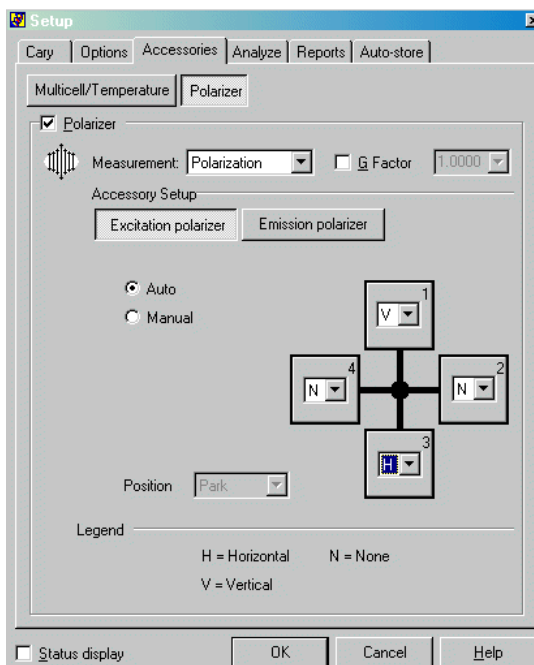 Setup
Cary Options Accessories Analyze Reports Auto-store
Multicell/Temperature Polarizer
Polarizer
Measurement: Polarization G Factor 1.0000
Accessory Setup
Excitation polarizer Emission polarizer
Auto
Manual
1
V
4
N
2
N
3
H
Position Park
Legend
H = Horizontal N = None
V = Vertical
Status display OK Cancel Help